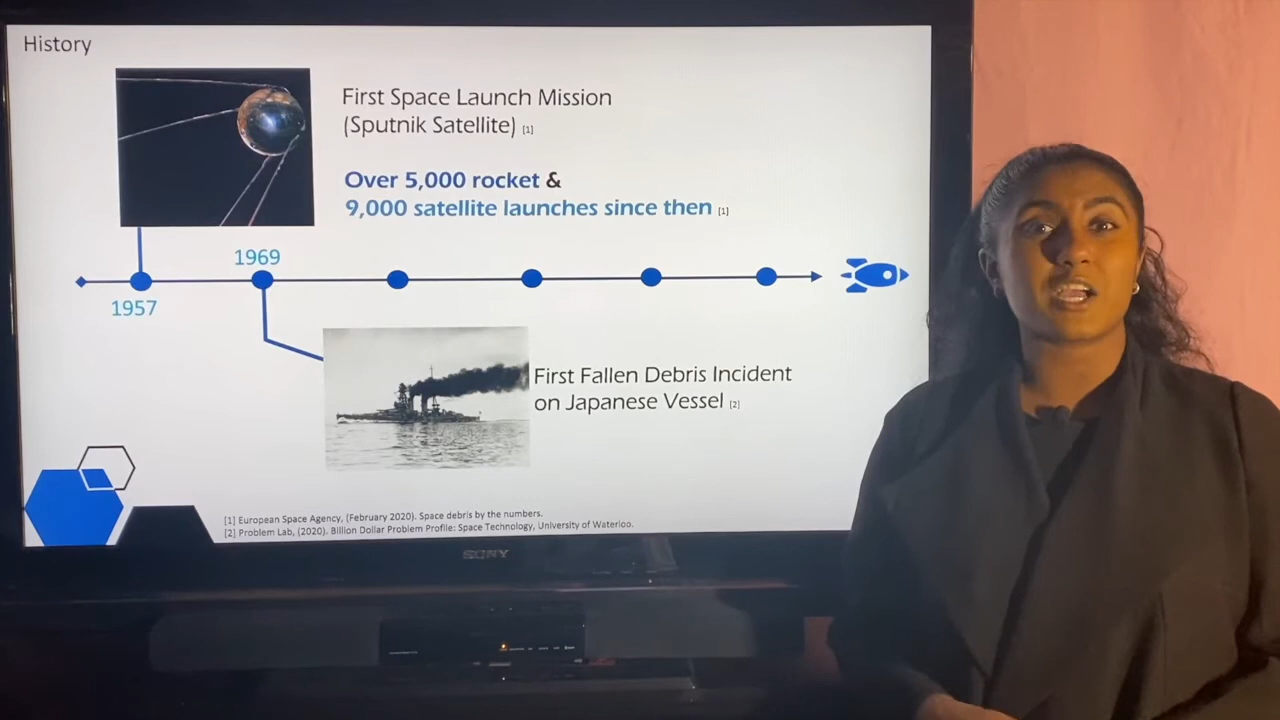 History
First Space Launch Mission
(Sputnik Satellite) [1]
Over 5,000 rocket &
9,000 satellite launches since then [1]
1969
1957
First Fallen Debris Incident
on Japanese Vessel [2]
[1] European Space Agency, (February 2020). Space debris by the numbers.
[2] Problem Lab, (2020). Billion Dollar Problem Profile: Space Technology, University of Waterloo.
SONY